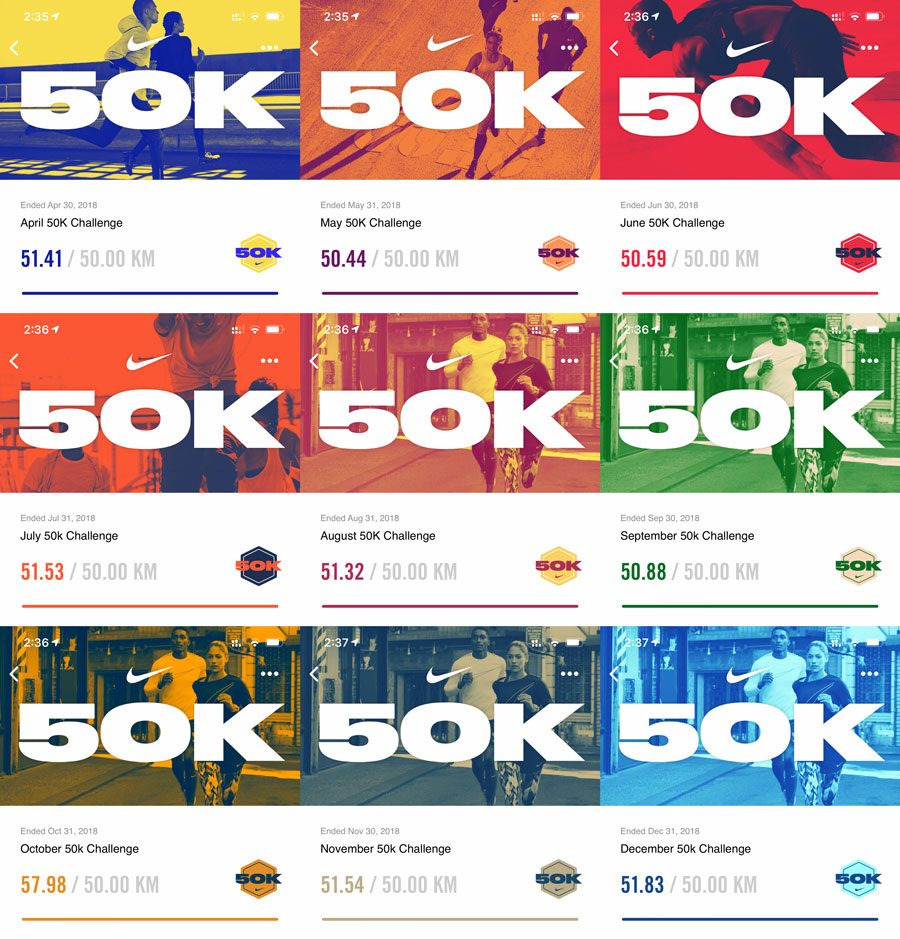 2:35
50K
Ended Apr 30, 2018
April 50K Challenge
51.41 / 50.00 KM
50K
2:35
50K
Ended May 31, 2018
May 50K Challenge
50.44 / 50.00 KM
50K
2:36
50K
Ended Jun 30, 2018
June 50K Challenge
50.59 / 50.00 KM
50K
2:36
50K
Ended Jul 31, 2018
July 50k Challenge
51.53 / 50.00 KM
50K
2:36
50K
Ended Aug 31, 2018
August 50K Challenge
51.32 / 50.00 KM
50K
2:36
50K
Ended Sep 30, 2018
September 50k Challenge
50.88 / 50.00 KM
50K
2:36
50K
Ended Oct 31, 2018
October 50k Challenge
57.98 / 50.00 KM
50K
2:37
50K
Ended Nov 30, 2018
November 50k Challenge
51.54 / 50.00 KM
50K
2:37
50K
Ended Dec 31, 2018
December 50k Challenge
51.83 / 50.00 KM
50K